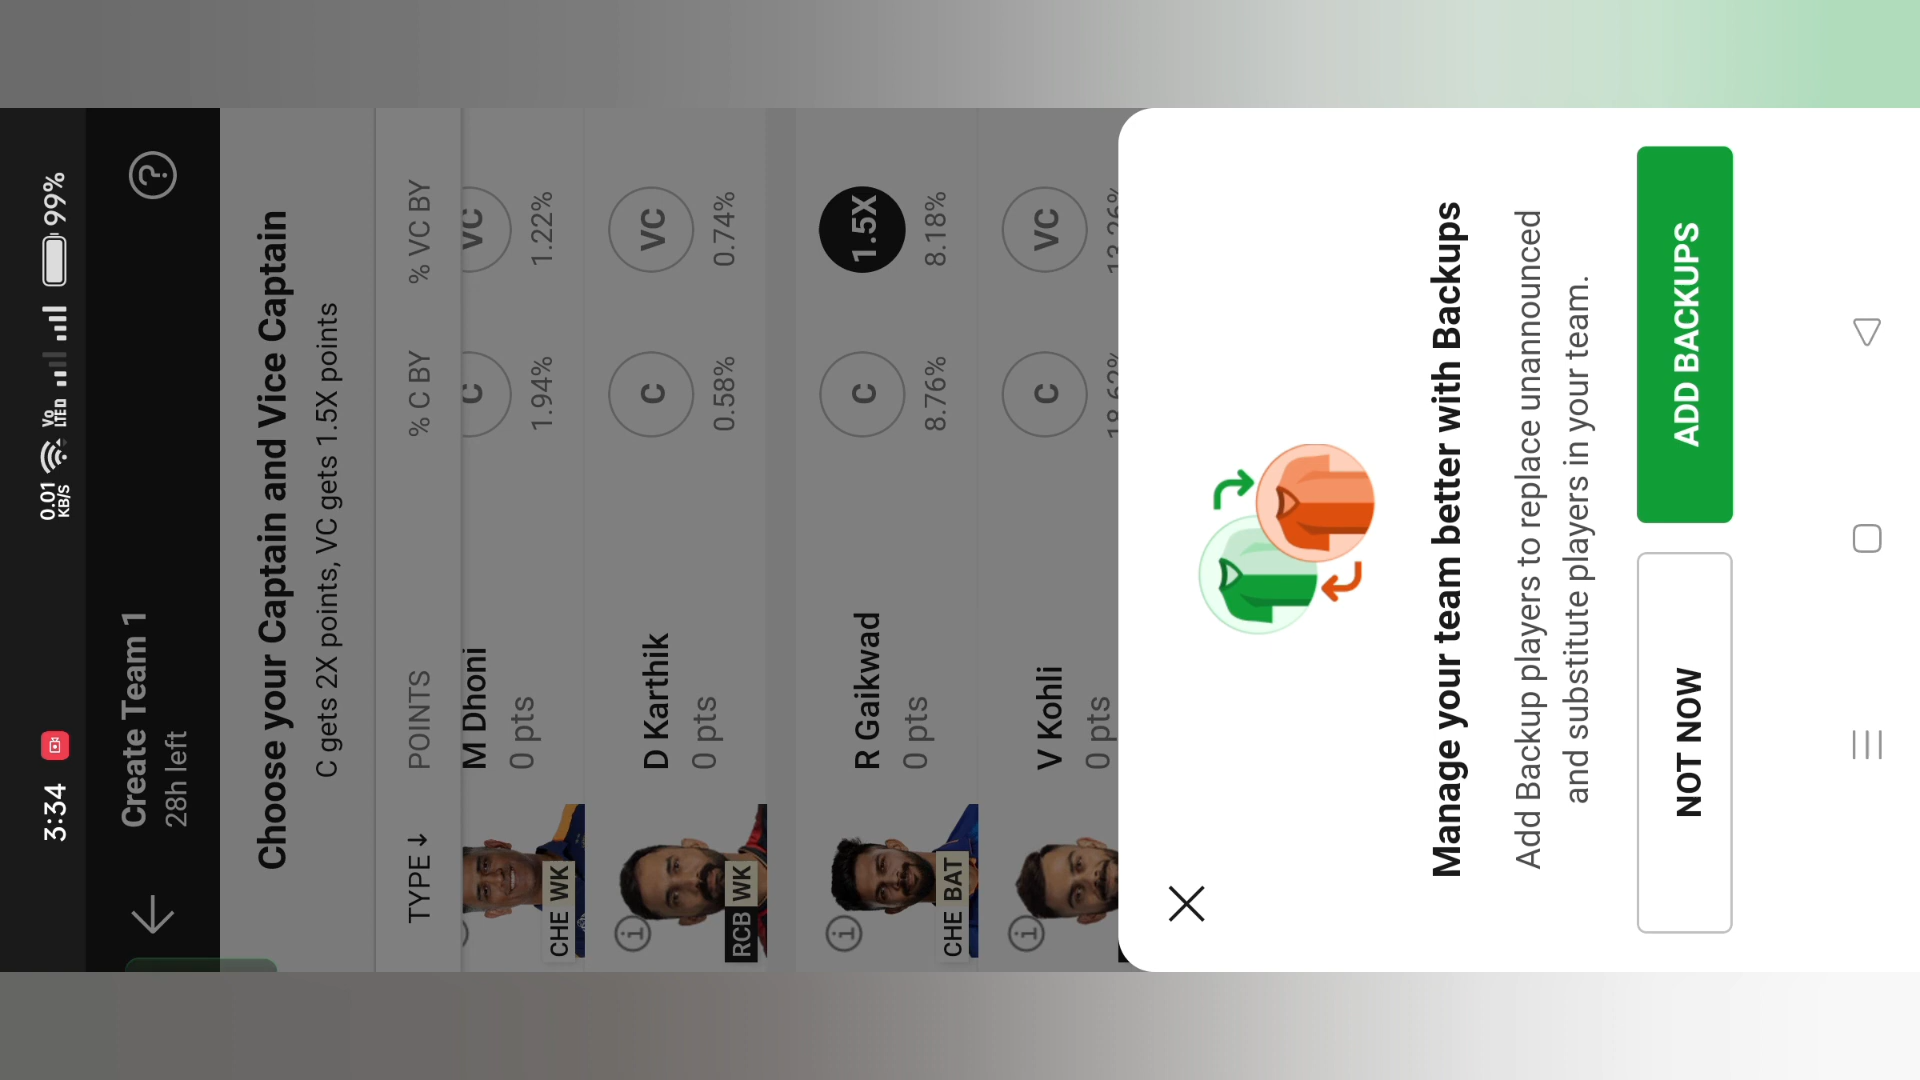 3:34
0.01 KB/S
Vo LTE
99%
Create Team 1
28h left
?
Choose your Captain and Vice Captain
C gets 2X points, VC gets 1.5X points
TYPE ↓ POINTS % C BY % VC BY
CHE WK
M Dhoni C VC
0 pts 1.94% 1.22%
i
RCB WK
D Karthik C VC
0 pts 0.58% 0.74%
i
CHE BAT
R Gaikwad C 1.5X
0 pts 8.76% 8.18%
i
V Kohli C VC
0 pts
Manage your team better with Backups
Add Backup players to replace unannounced
and substitute players in your team.
NOT NOW ADD BACKUPS